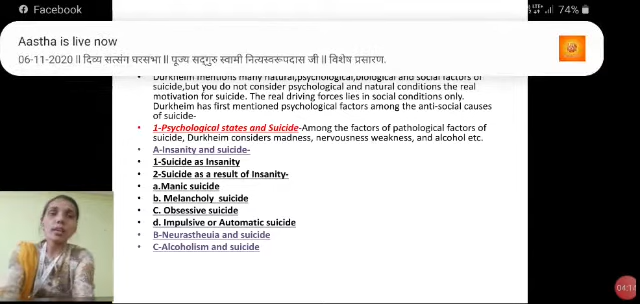 Facebook
LTE+
74%
Aastha is live now
06-11-2020 ॥ दिव्य सत्संग घरसभा ॥ पूज्य सद्‌गुरु स्वामी नित्यस्वरूपदास जी ॥ विशेष प्रसारण.
Durkheim mentions many natural,psychological,biological and social factors of
suicide,but you do not consider psychological and natural conditions the real
motivation for suicide. The real driving forces lies in social conditions only.
Durkheim has first mentioned psychological factors among the anti-social causes
of suicide-
1-Psychological states and Suicide-Among the factors of pathological factors of
suicide, Durkheim considers madness, nervousness weakness, and alcohol etc.
A-Insanity and suicide-
1-Suicide as Insanity
2-Suicide as a result of Insanity-
a.Manic suicide
b. Melancholy suicide
C. Obsessive suicide
d. Impulsive or Automatic suicide
B-Neurastheuia and suicide
C-Alcoholism and suicide
04:16